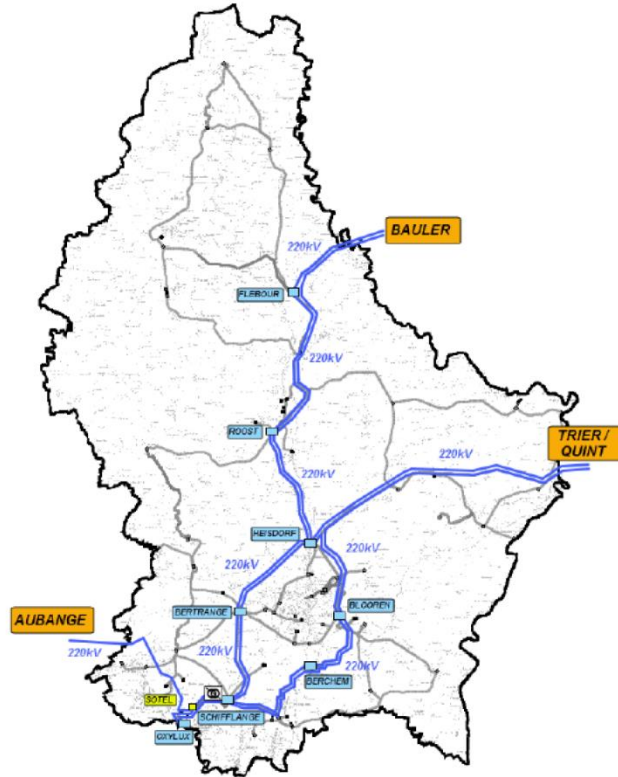 BAULER
220kV
FLEBOUR
220kV
ROOST
TRIER /
QUINT
220kV
220kV
HEISDORF
220kV
220kV
BERTRANGE
BLOOREN
AUBANGE
220kV
220kV
BERCHEM
SOTEL
SCHIFFLANGE
OXYLUX